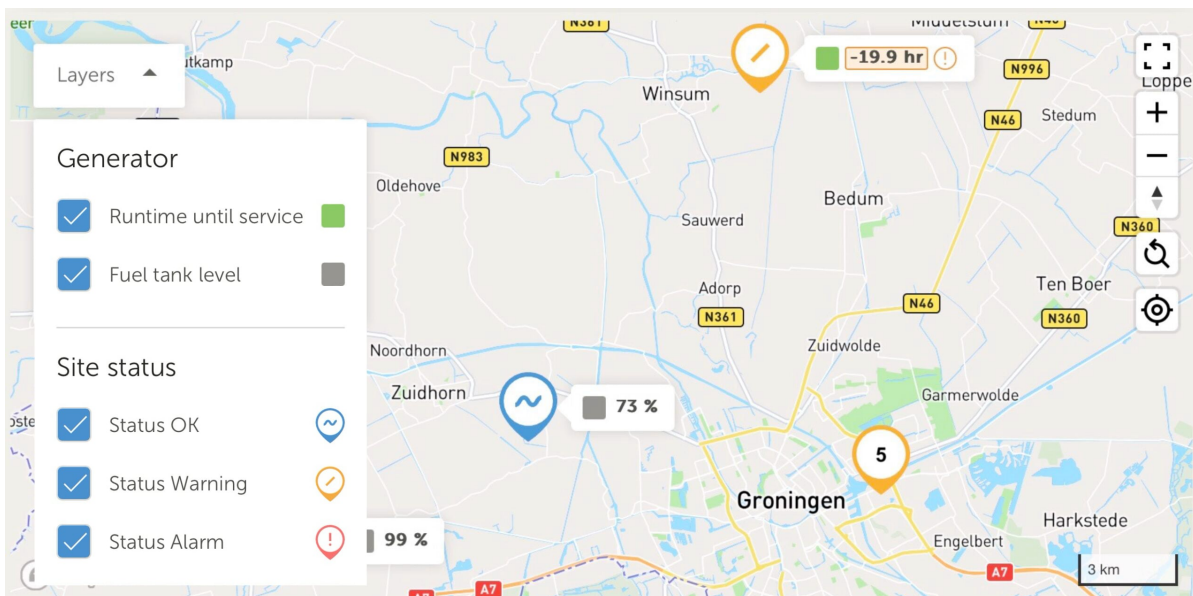 N361
Middelstum
Layers
-19.9 hr
N996
Loppe
Winsum
N46
Stedum
Generator
N983
Oldehove
Bedum
Runtime until service
Sauwerd
N360
Fuel tank level
Adorp
Ten Boer
N46
N361
N360
Zuidwolde
Noordhorn
Site status
Zuidhorn
Garmerwolde
73 %
Status OK
5
Status Warning
Groningen
Harkstede
Status Alarm
99 %
Engelbert
3 km
A7
A7